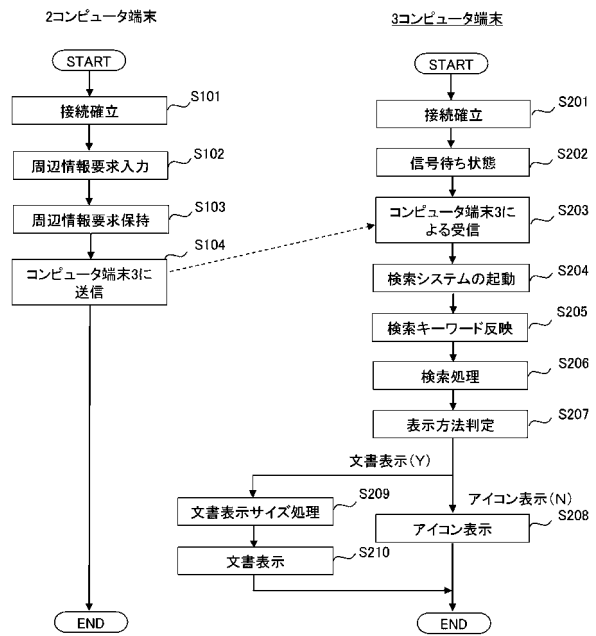 2コンピュータ端末
START
接続確立
S101
周辺情報要求入力
S102
周辺情報要求保持
S103
コンピュータ端末3に
送信
S104
END
3コンピュータ端末
START
接続確立
S201
信号待ち状態
S202
コンピュータ端末3に
よる受信
S203
検索システムの起動
S204
検索キーワード反映
S205
検索処理
S206
表示方法判定
S207
文書表示(Y)
アイコン表示(N)
文書表示サイズ処理
S209
アイコン表示
S208
文書表示
S210
END